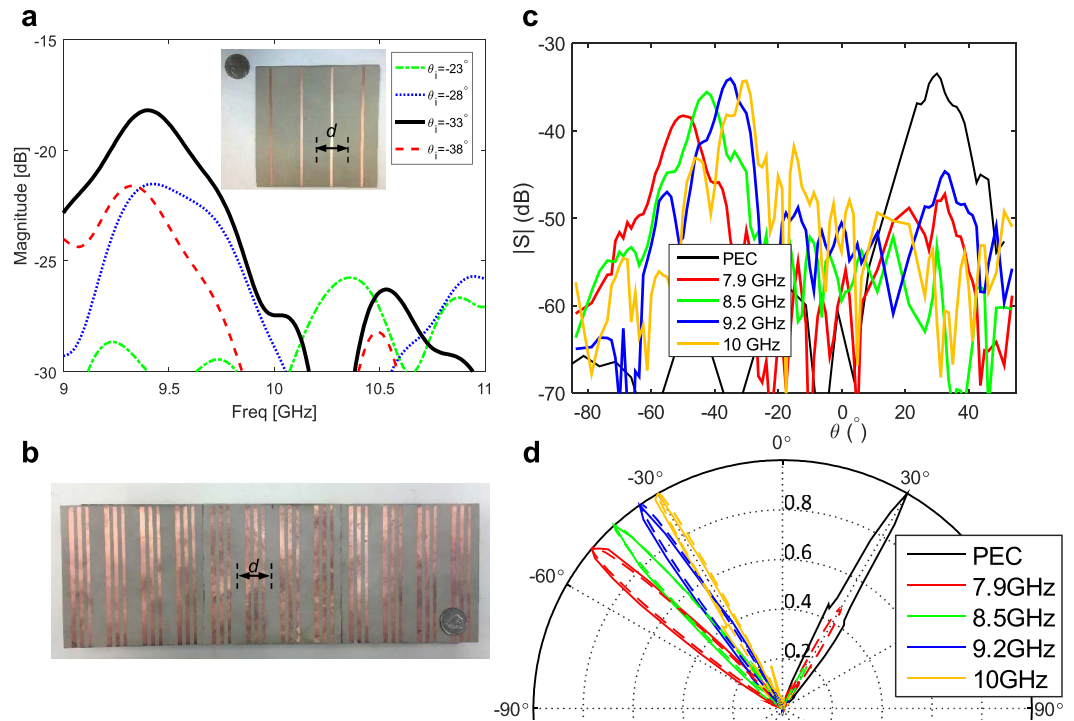 a
-15
-20
-25
-30
Magnitude [dB]
9
9.5
10
10.5
11
Freq [GHz]
θi=-23°
θi=-28°
θi=-33°
θi=-38°
d
b
d
c
-30
-40
-50
-60
-70
|S| (dB)
-80
-60
-40
-20
0
20
40
θ (°)
PEC
7.9 GHz
8.5 GHz
9.2 GHz
10 GHz
d
0°
-30°
30°
-60°
-90°
90°
0.8
0.6
0.4
0.2
PEC
7.9GHz
8.5GHz
9.2GHz
10GHz